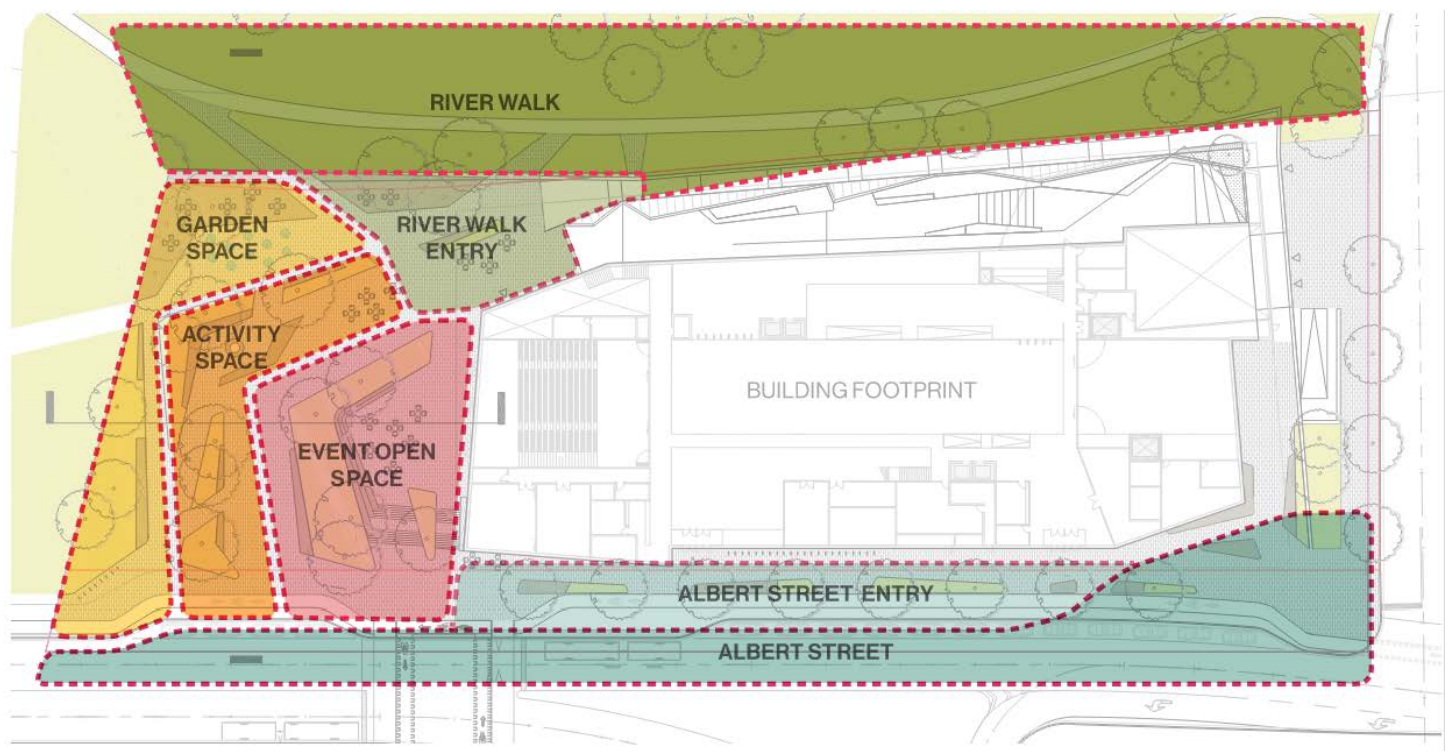 RIVER WALK
GARDEN
SPACE
RIVER WALK
ENTRY
ACTIVITY
SPACE
EVENT OPEN
SPACE
BUILDING FOOTPRINT
ALBERT STREET ENTRY
ALBERT STREET